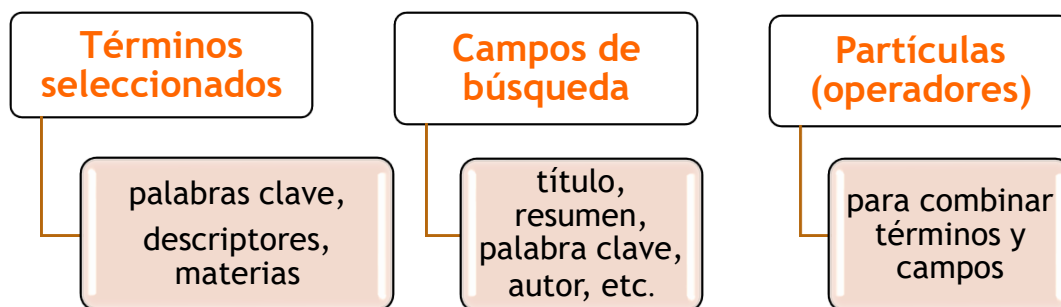 Términos
seleccionados
palabras clave,
descriptores,
materias
Campos de
búsqueda
título,
resumen,
palabra clave,
autor, etc.
Partículas
(operadores)
para combinar
términos y
campos